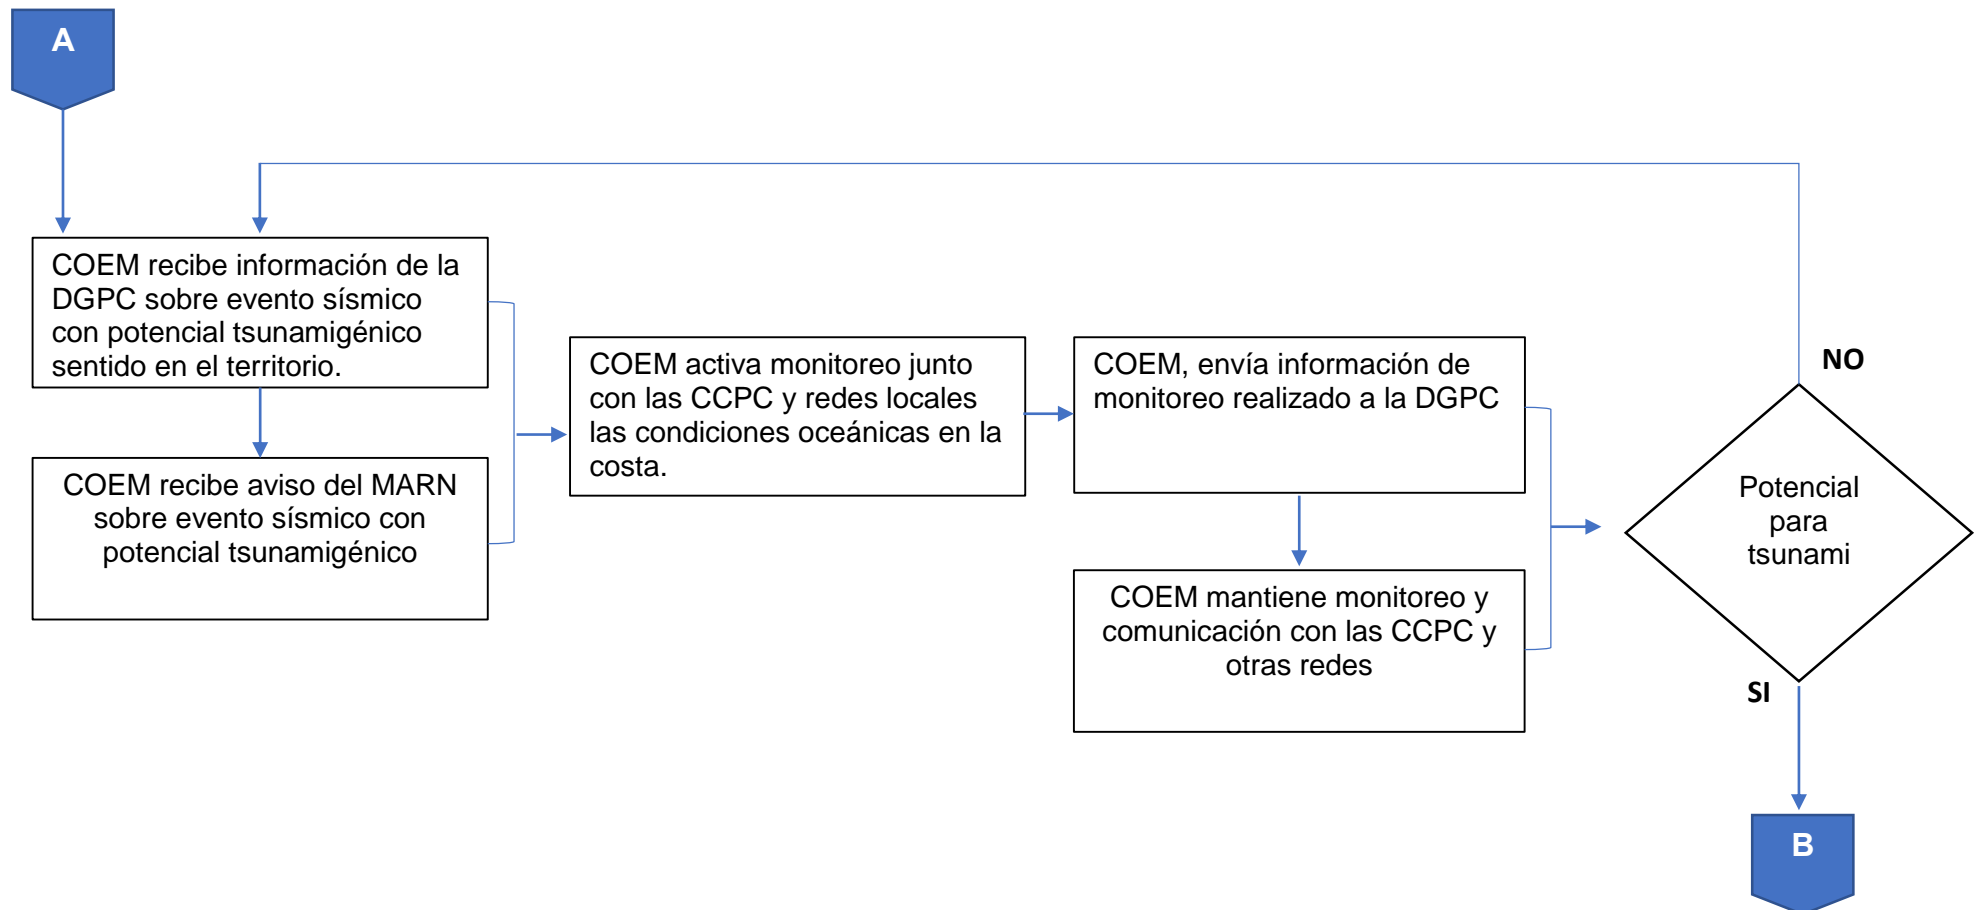 A
COEM recibe información de la
DGPC sobre evento sísmico
con potencial tsunamigénico
sentido en el territorio.
COEM recibe aviso del MARN
sobre evento sísmico con
potencial tsunamigénico
COEM activa monitoreo junto
con las CCPC y redes locales
las condiciones oceánicas en la
costa.
COEM, envía información de
monitoreo realizado a la DGPC
COEM mantiene monitoreo y
comunicación con las CCPC y
otras redes
NO
Potencial
para
tsunami
SI
B